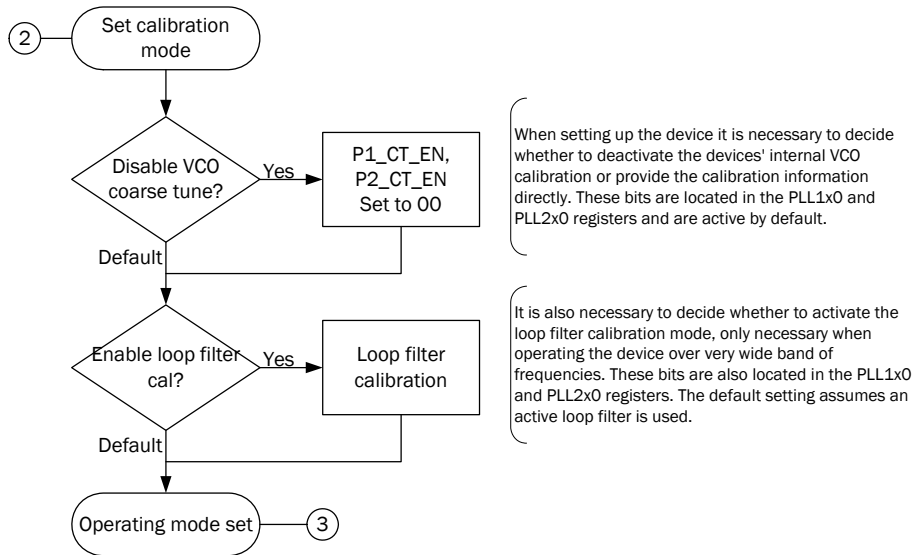 2
Set calibration
mode
Disable VCO
coarse tune?
Yes
P1_CT_EN,
P2_CT_EN
Set to 00
When setting up the device it is necessary to decide
whether to deactivate the devices' internal VCO
calibration or provide the calibration information
directly. These bits are located in the PLL1x0 and
PLL2x0 registers and are active by default.
Default
Enable loop filter
cal?
Yes
Loop filter
calibration
It is also necessary to decide whether to activate the
loop filter calibration mode, only necessary when
operating the device over very wide band of
frequencies. These bits are also located in the PLL1x0
and PLL2x0 registers. The default setting assumes an
active loop filter is used.
Default
Operating mode set
3